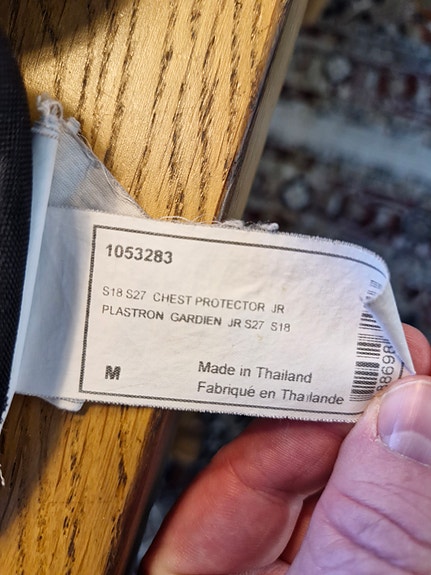 1053283
S18 S27 CHEST PROTECTOR JR
PLASTRON GARDIEN JR S27 S18
M
Made in Thailand
Fabriqué en Thaïlande